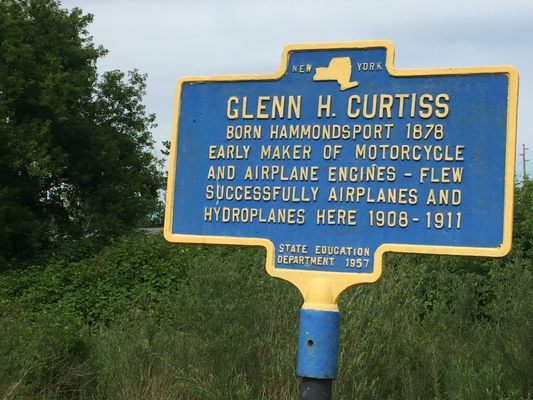 NEW YORK
GLENN H. CURTISS
BORN HAMMONDSPORT 1878
EARLY MAKER OF MOTORCYCLE
AND AIRPLANE ENGINES - FLEW
SUCCESSFULLY AIRPLANES AND
HYDROPLANES HERE 1908-1911
STATE EDUCATION
DEPARTMENT 1957